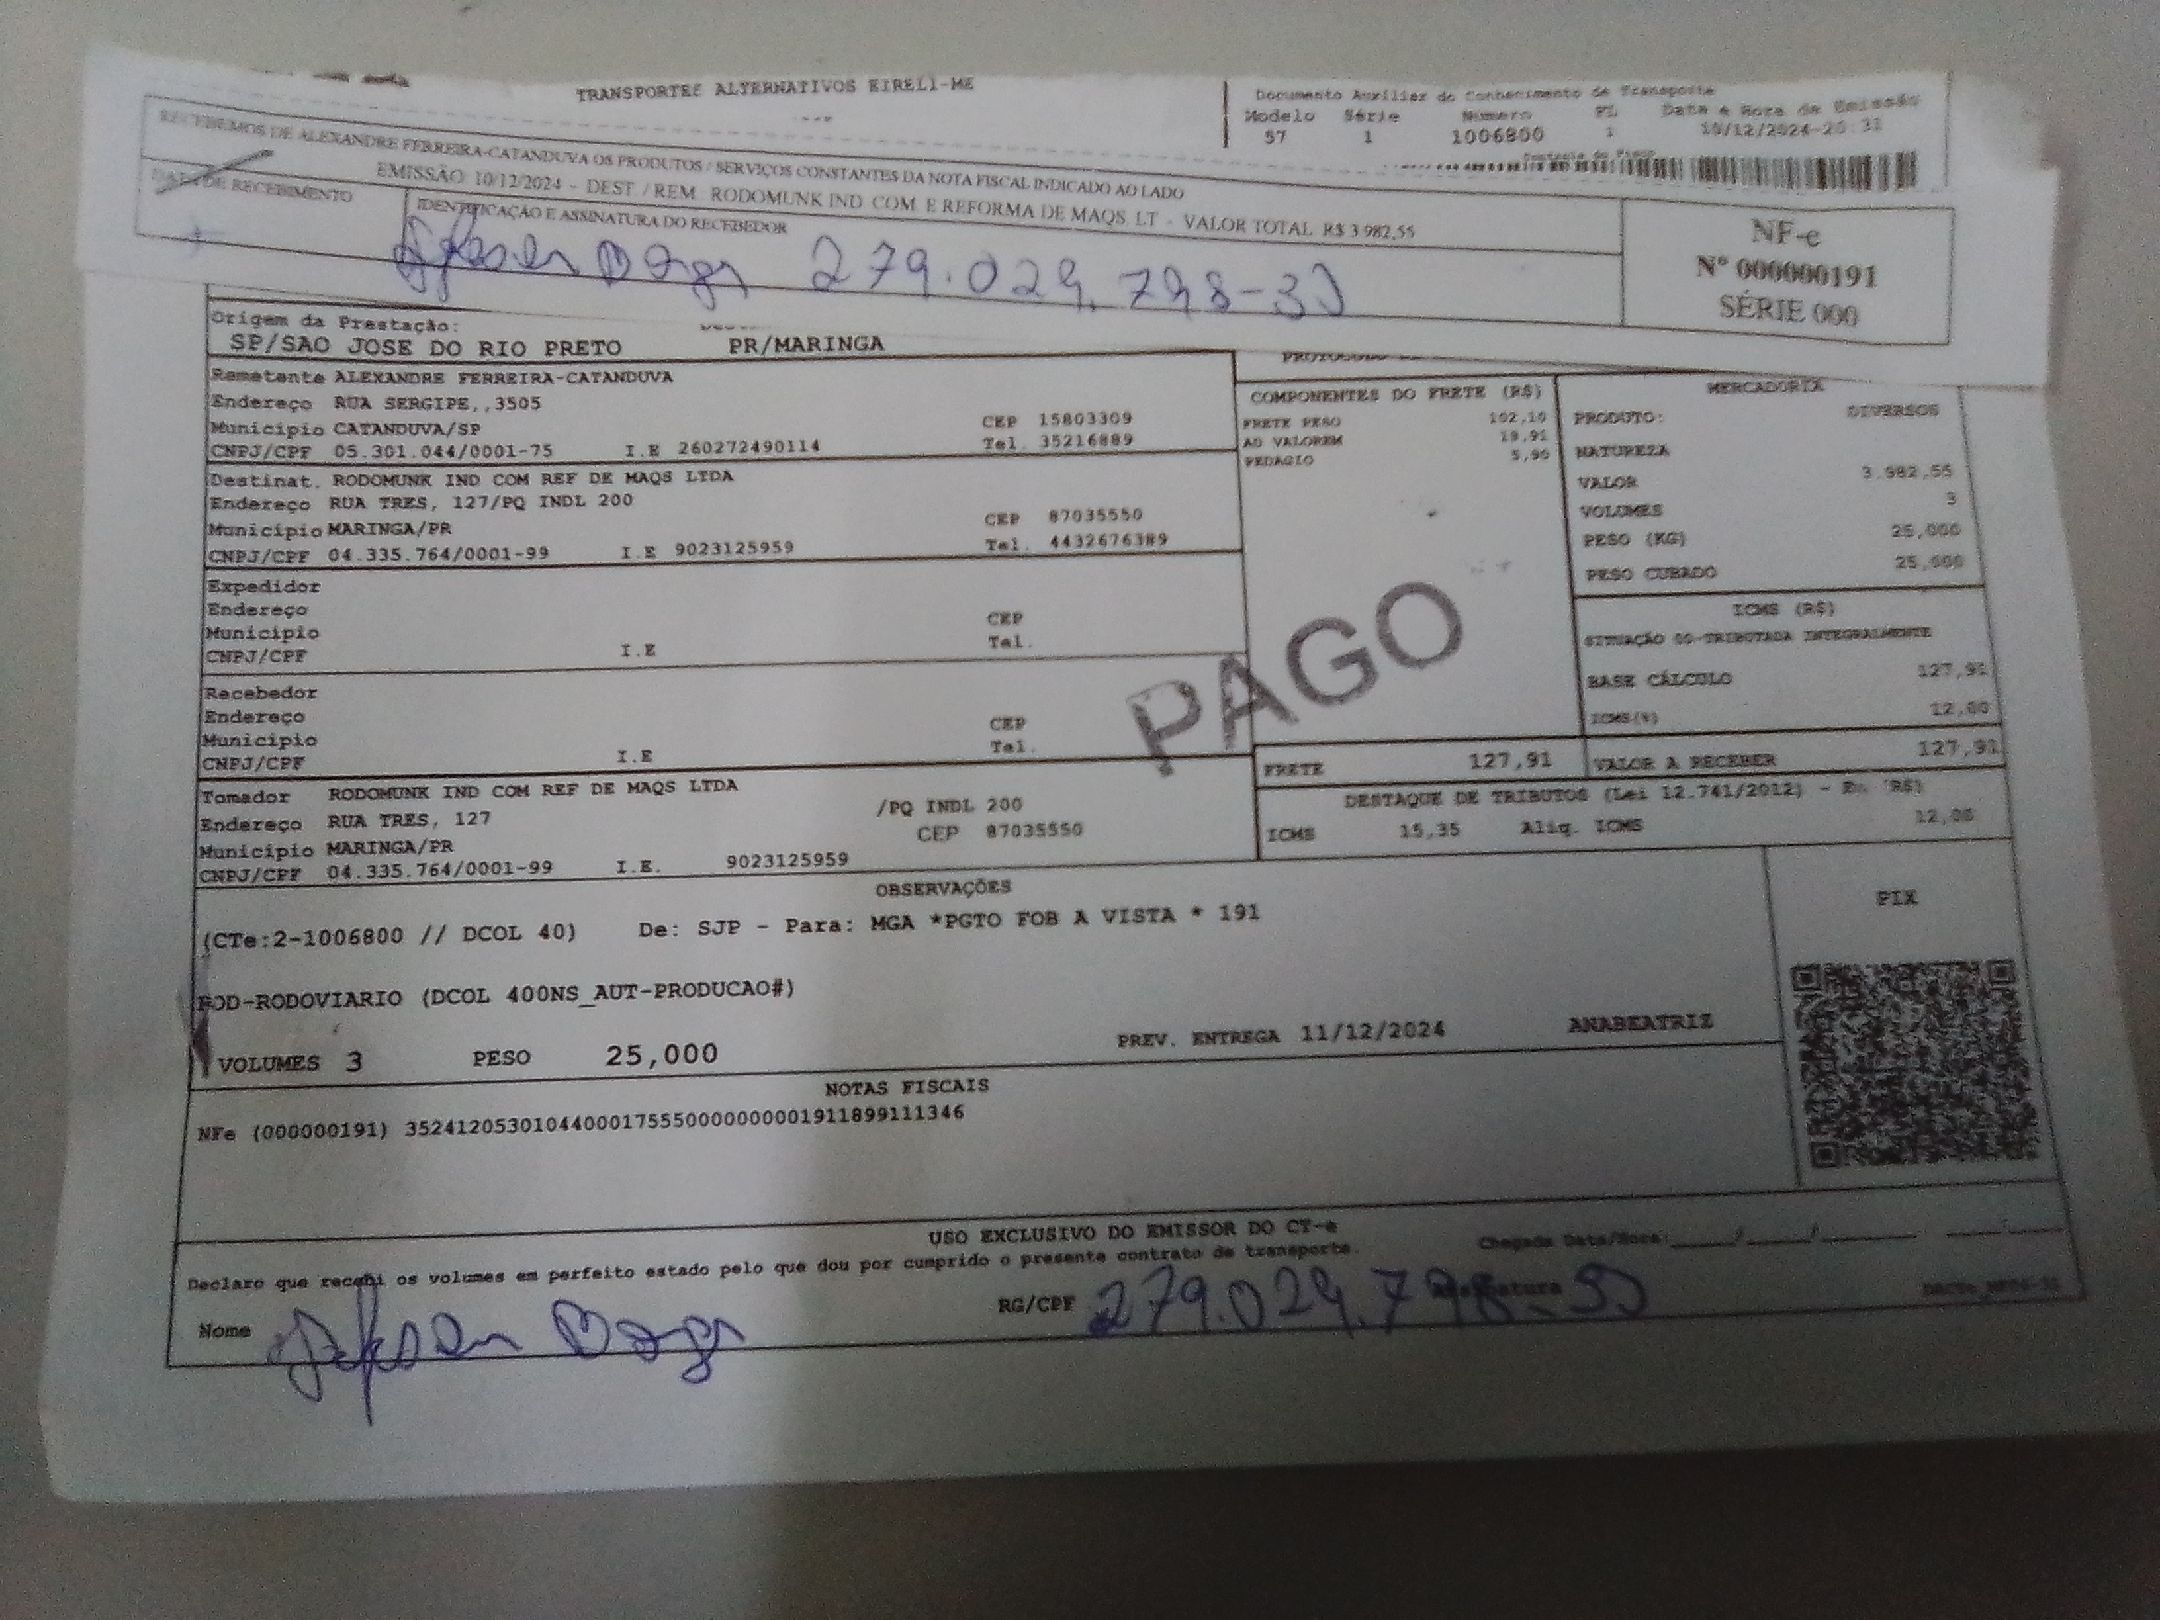 TRANSPORTES ALTERNATIVOS EIRELI-ME
Documento Auxiliar do Conhecimento de Transporte
Modelo Série Número FL Data e Hora de Emissão
57 1 1006800 1 10/12/2024-20:31
RECEBEMOS DE ALEXANDRE FERREIRA-CATANDUVA OS PRODUTOS / SERVIÇOS CONSTANTES DA NOTA FISCAL INDICADO AO LADO
EMISSÃO 10/12/2024 - DEST. / REM. RODOMUNK IND COM E REFORMA DE MAQS. LT - VALOR TOTAL R$ 3.982,55
DATA DE RECEBIMENTO
IDENTIFICAÇÃO E ASSINATURA DO RECEBEDOR
NF-e
Nº 000000191
SÉRIE 000
Origem da Prestação:
SP/SAO JOSE DO RIO PRETO PR/MARINGA
Remetente ALEXANDRE FERREIRA-CATANDUVA
Endereço RUA SERGIPE,,3505
Município CATANDUVA/SP CEP 15803309
CNPJ/CPF 05.301.044/0001-75 I.E 260272490114 Tel. 35216889
Destinat. RODOMUNK IND COM REF DE MAQS LTDA
Endereço RUA TRES, 127/PQ INDL 200
Município MARINGA/PR CEP 87035550
CNPJ/CPF 04.335.764/0001-99 I.E 9023125959 Tel. 4432676389
Expedidor
Endereço
Município CEP
CNPJ/CPF I.E Tel.
Recebedor
Endereço
Município CEP
CNPJ/CPF I.E Tel.
Tomador RODOMUNK IND COM REF DE MAQS LTDA
Endereço RUA TRES, 127 /PQ INDL 200
Município MARINGA/PR CEP 87035550
CNPJ/CPF 04.335.764/0001-99 I.E. 9023125959
COMPONENTES DO FRETE (R$)
FRETE PESO 102,10
AD VALOREM 19,91
PEDAGIO 5,90
PAGO
FRETE 127,91
MERCADORIA
PRODUTO: DIVERSOS
NATUREZA
VALOR 3.982,55
VOLUMES 3
PESO (KG) 25,000
PESO CUBADO 25,000
ICMS (R$)
SITUAÇÃO 00-TRIBUTADA INTEGRALMENTE
BASE CÁLCULO 127,91
ICMS(%) 12,00
VALOR A RECEBER 127,91
DESTAQUE DE TRIBUTOS (Lei 12.741/2012) - Em (R$)
ICMS 15,35 Aliq. ICMS 12,00
OBSERVAÇÕES
(CTe:2-1006800 // DCOL 40) De: SJP - Para: MGA *PGTO FOB A VISTA * 191
ROD-RODOVIARIO (DCOL 400NS_AUT-PRODUCAO#)
PREV. ENTREGA 11/12/2024 ANABEATRIZ
VOLUMES 3 PESO 25,000
PIX
NOTAS FISCAIS
NFe (000000191) 35241205301044000175550000000001911899111346
USO EXCLUSIVO DO EMISSOR DO CT-e
Declaro que recebi os volumes em perfeito estado pelo que dou por cumprido o presente contrato de transporte.
Chegada Data/Hora:
Nome RG/CPF Assinatura